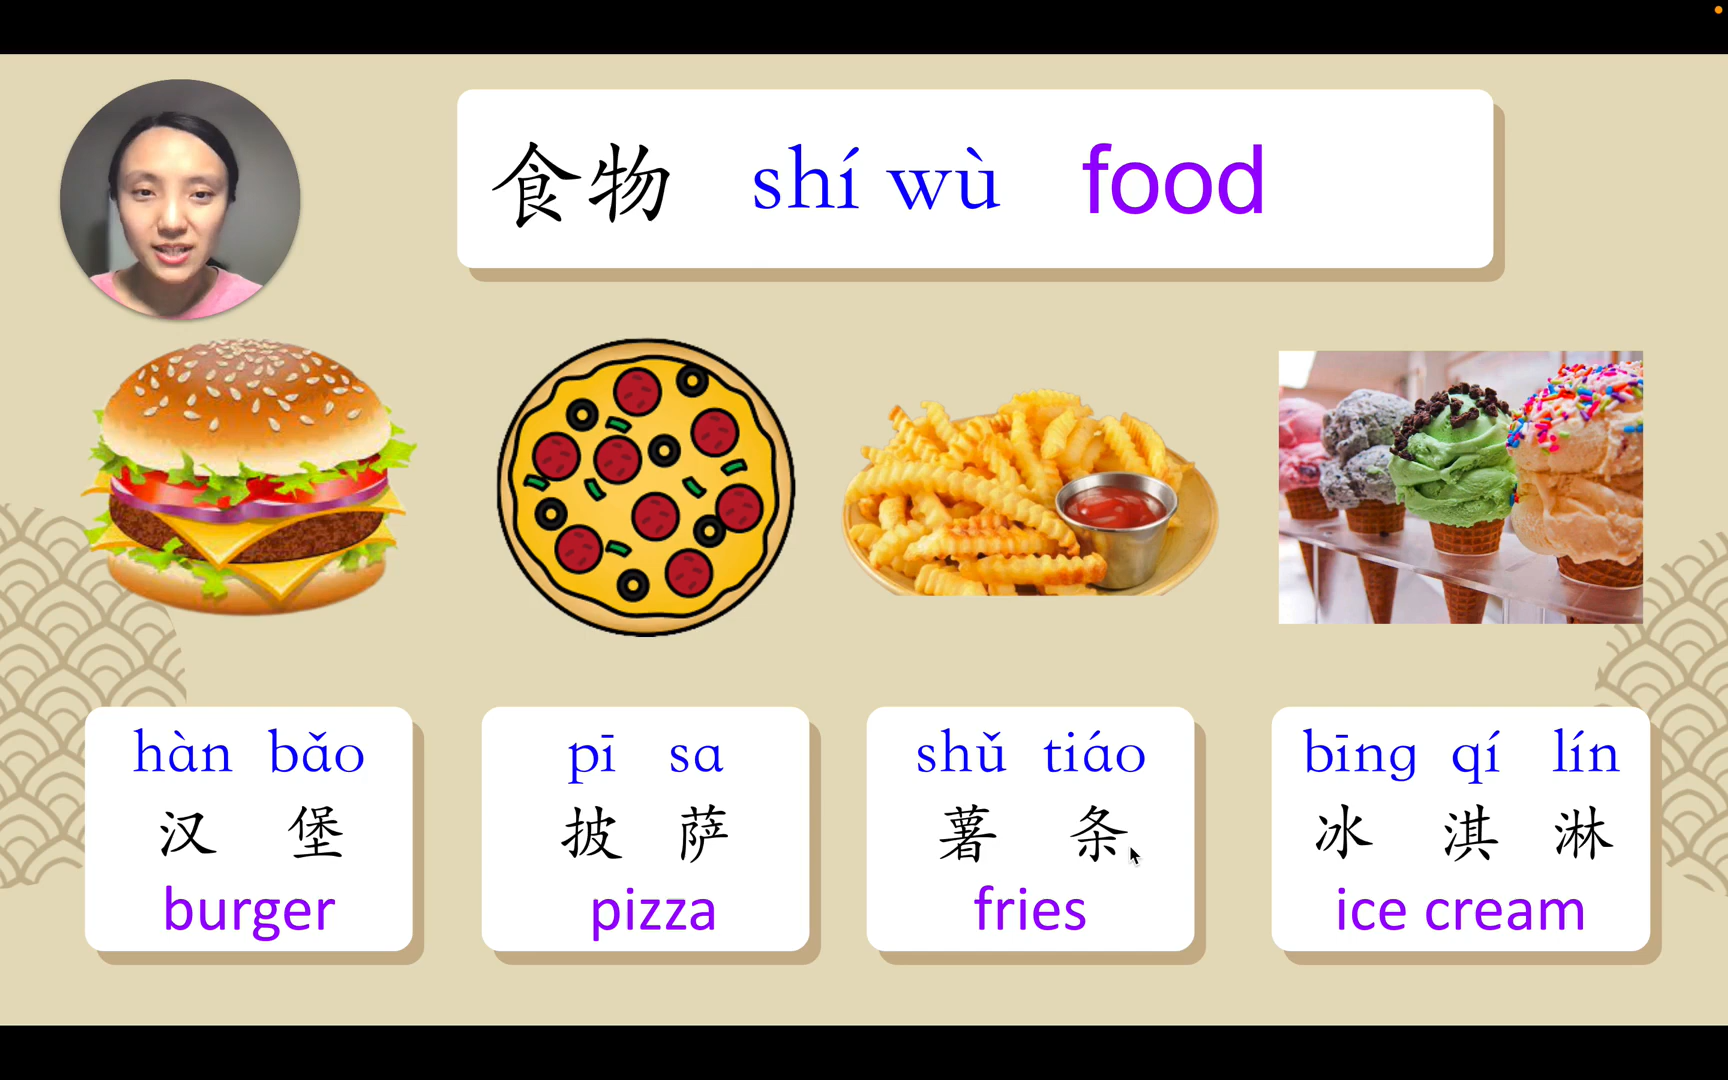 食物 shí wù food
hàn bǎo
汉堡
burger
pī sa
披萨
pizza
shǔ tiáo
薯条
fries
bīng qí lín
冰淇淋
ice cream